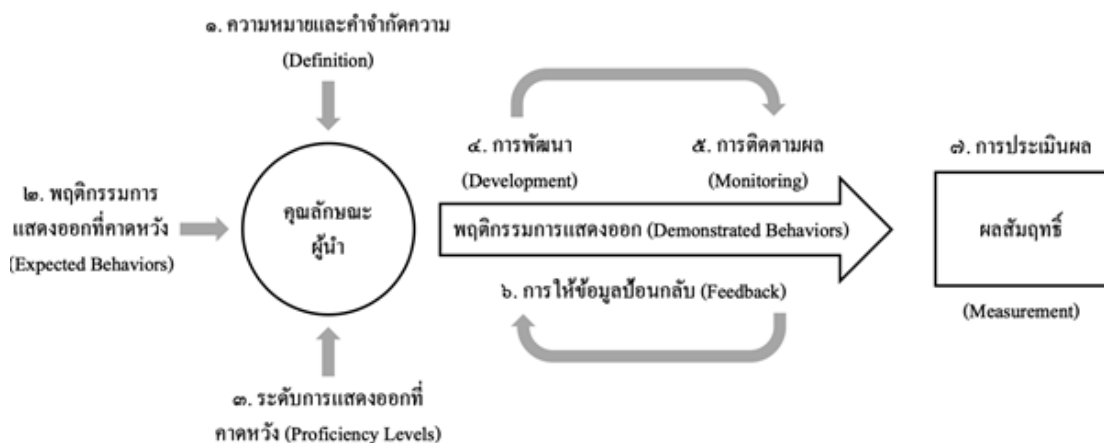 ๑. ความหมายและคำจำกัดความ
(Definition)
๒. พฤติกรรมการ
แสดงออกที่คาดหวัง
(Expected Behaviors)
คุณลักษณะ
ผู้นำ
๓. ระดับการแสดงออกที่
คาดหวัง (Proficiency Levels)
๔. การพัฒนา
(Development)
๕. การติดตามผล
(Monitoring)
พฤติกรรมการแสดงออก (Demonstrated Behaviors)
๖. การให้ข้อมูลป้อนกลับ (Feedback)
๗. การประเมินผล
ผลสัมฤทธิ์
(Measurement)